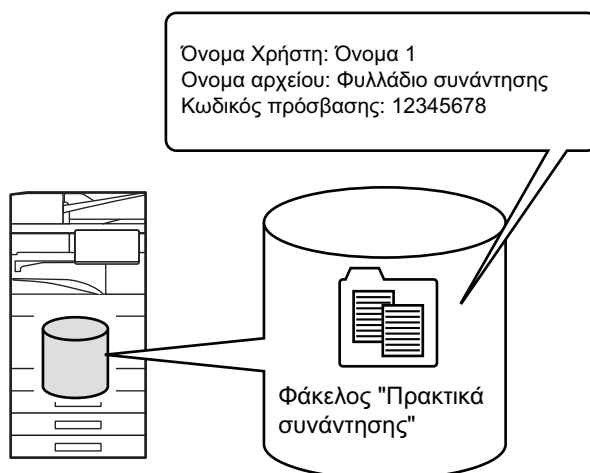 Όνομα Χρήστη: Όνομα 1
Ονομα αρχείου: Φυλλάδιο συνάντησης
Κωδικός πρόσβασης: 12345678
Φάκελος "Πρακτικά
συνάντησης"